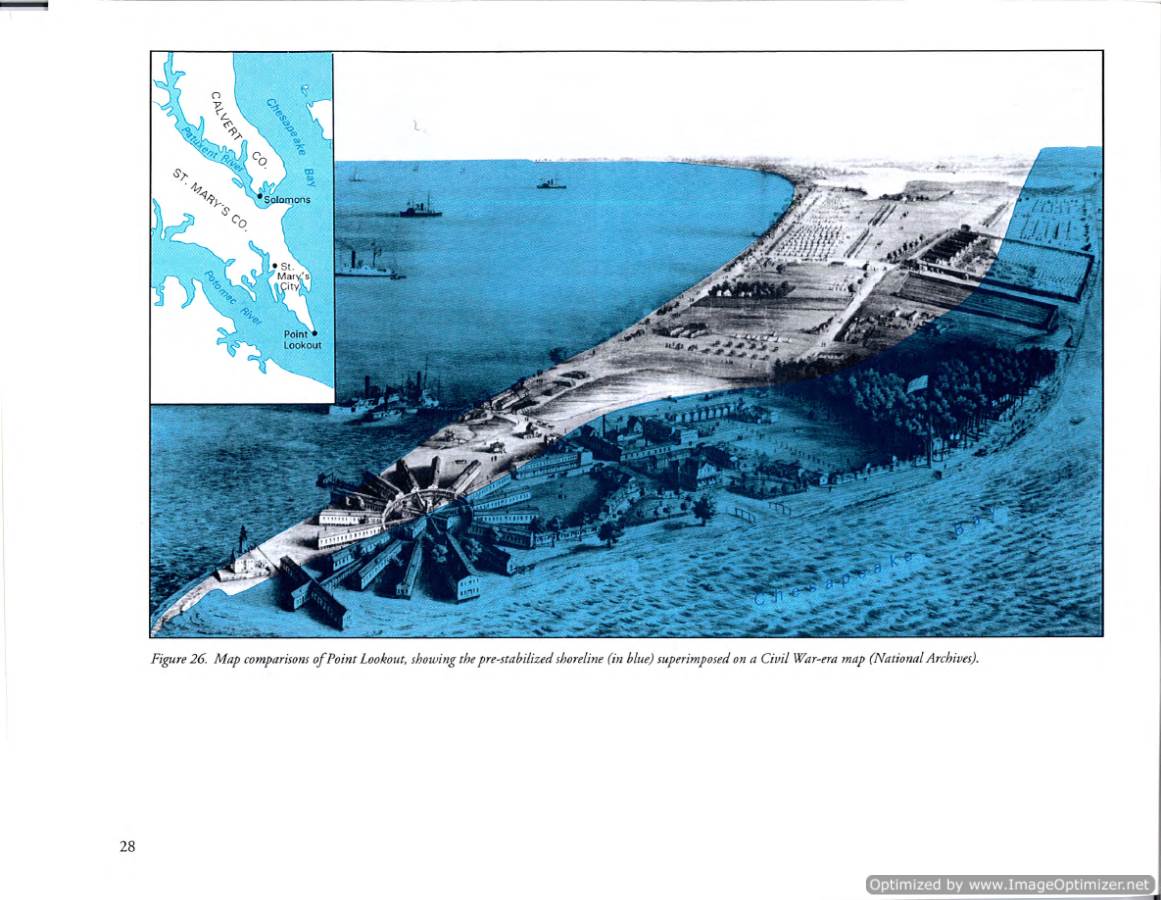 CALVERT CO.
Chesapeake Bay
Patuxent River
ST. MARY'S CO.
Solomons
St.
Mary's
City
Potomac River
Point
Lookout
Chesapeake Bay
Figure 26. Map comparisons of Point Lookout, showing the pre-stabilized shoreline (in blue) superimposed on a Civil War-era map (National Archives).
28
Optimized by www.ImageOptimizer.net